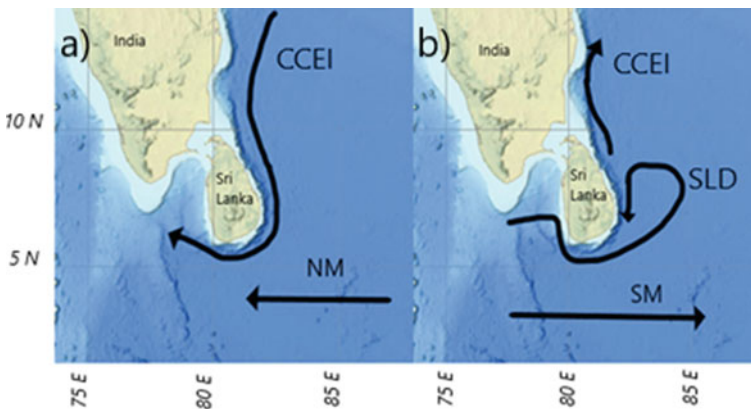 a)
India
CCEI
10 N
Sri
Lanka
5 N
NM
75 E
80 E
85 E
b)
India
CCEI
Sri
Lanka
SLD
SM
75 E
80 E
85 E